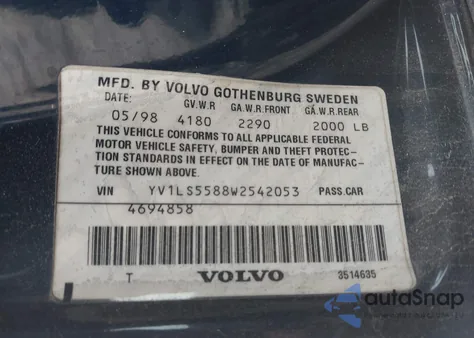 MFD. BY VOLVO GOTHENBURG SWEDEN
DATE: G.V.W.R GA.W.R.FRONT GA.W.R.REAR
05/98 4180 2290 2000 LB
THIS VEHICLE CONFORMS TO ALL APPLICABLE FEDERAL
MOTOR VEHICLE SAFETY, BUMPER AND THEFT PROTEC-
TION STANDARDS IN EFFECT ON THE DATE OF MANUFAC-
TURE SHOWN ABOVE.
VIN YV1LS5588W2542053 PASS.CAR
4694858
T VOLVO 3514635
autoSnap